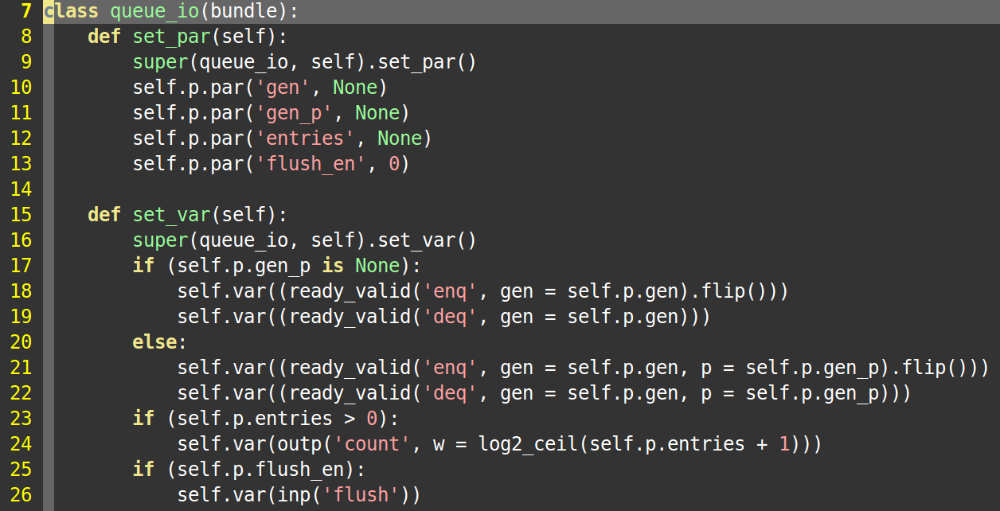 7 class queue_io(bundle):
8     def set_par(self):
9         super(queue_io, self).set_par()
10         self.p.par('gen', None)
11         self.p.par('gen_p', None)
12         self.p.par('entries', None)
13         self.p.par('flush_en', 0)
14
15     def set_var(self):
16         super(queue_io, self).set_var()
17         if (self.p.gen_p is None):
18             self.var((ready_valid('enq', gen = self.p.gen).flip()))
19             self.var((ready_valid('deq', gen = self.p.gen)))
20         else:
21             self.var((ready_valid('enq', gen = self.p.gen, p = self.p.gen_p).flip()))
22             self.var((ready_valid('deq', gen = self.p.gen, p = self.p.gen_p)))
23         if (self.p.entries > 0):
24             self.var(outp('count', w = log2_ceil(self.p.entries + 1)))
25         if (self.p.flush_en):
26             self.var(inp('flush'))